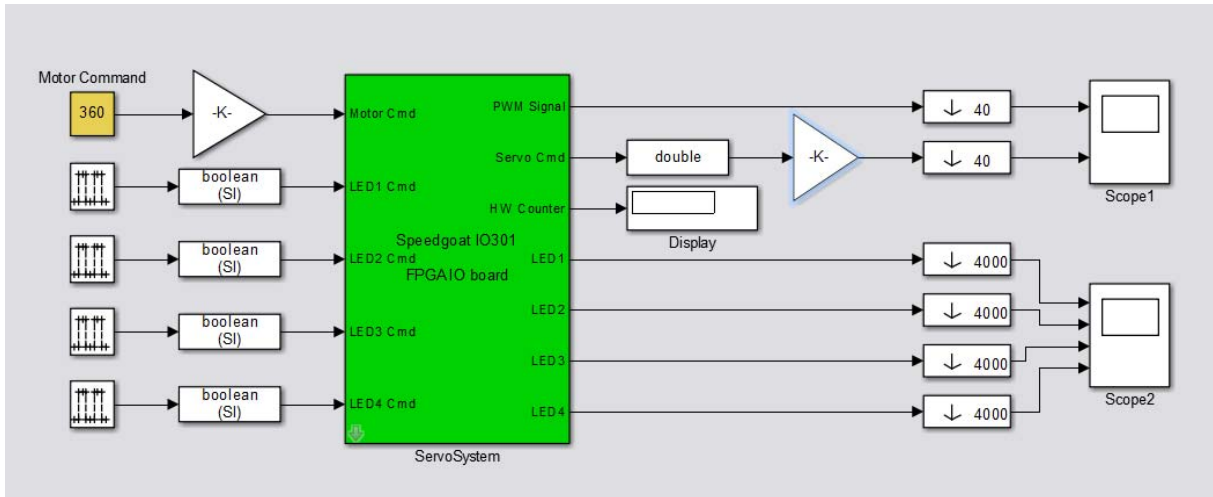 Motor Command
360
-K-
Motor Cmd
PWM Signal
40
Servo Cmd
double
-K-
40
Scope1
boolean
(SI)
LED1 Cmd
HW Counter
Display
Speedgoat IO301
FPGAIO board
boolean
(SI)
LED2 Cmd
LED1
4000
LED2
4000
boolean
(SI)
LED3 Cmd
LED3
4000
boolean
(SI)
LED4 Cmd
LED4
4000
Scope2
ServoSystem